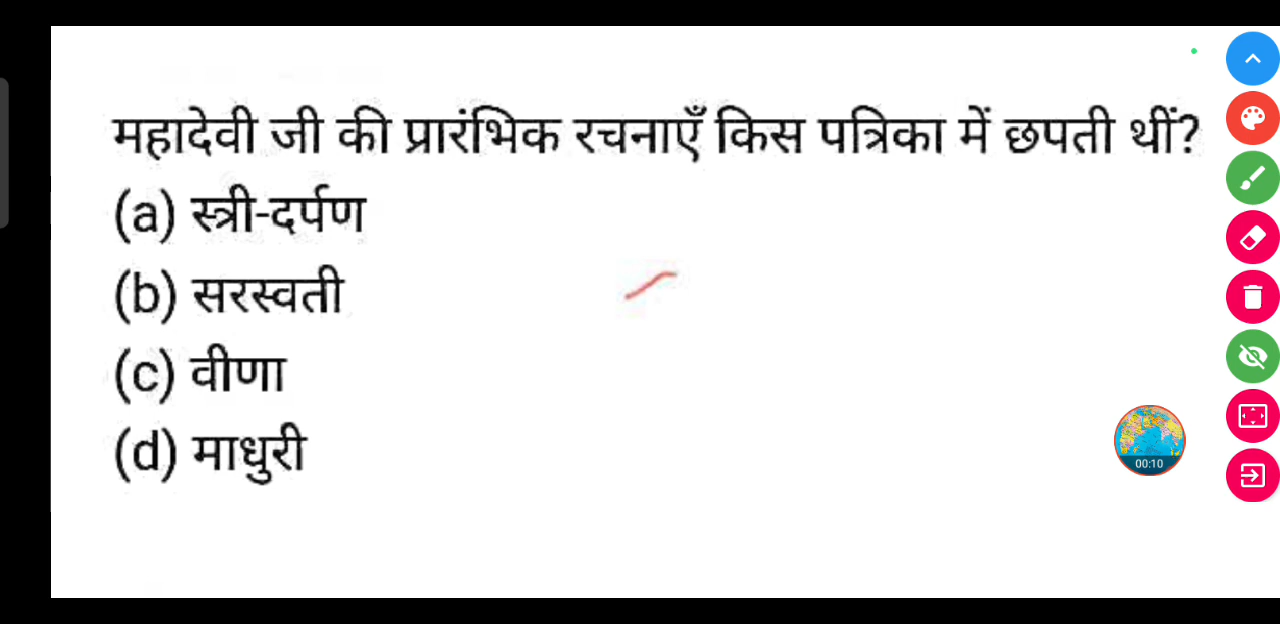 महादेवी जी की प्रारंभिक रचनाएँ किस पत्रिका में छपती थीं?
(a) स्त्री-दर्पण
(b) सरस्वती
(c) वीणा
(d) माधुरी
00:10